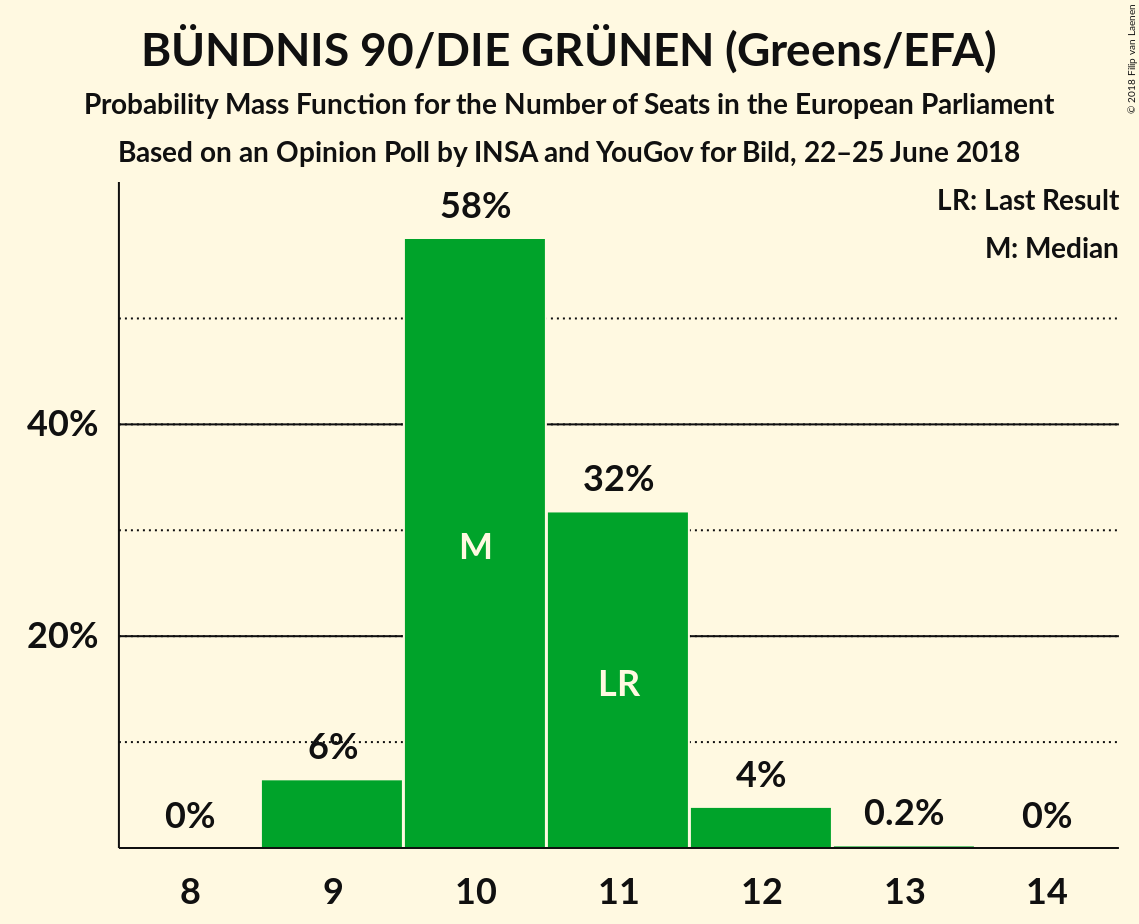 BÜNDNIS 90/DIE GRÜNEN (Greens/EFA)
Probability Mass Function for the Number of Seats in the European Parliament
Based on an Opinion Poll by INSA and YouGov for Bild, 22–25 June 2018
© 2018 Filip van Laenen
LR: Last Result
M: Median
58%
40%
32%
M
20%
LR
6%
4%
0%
0.2%
0%
8 9 10 11 12 13 14